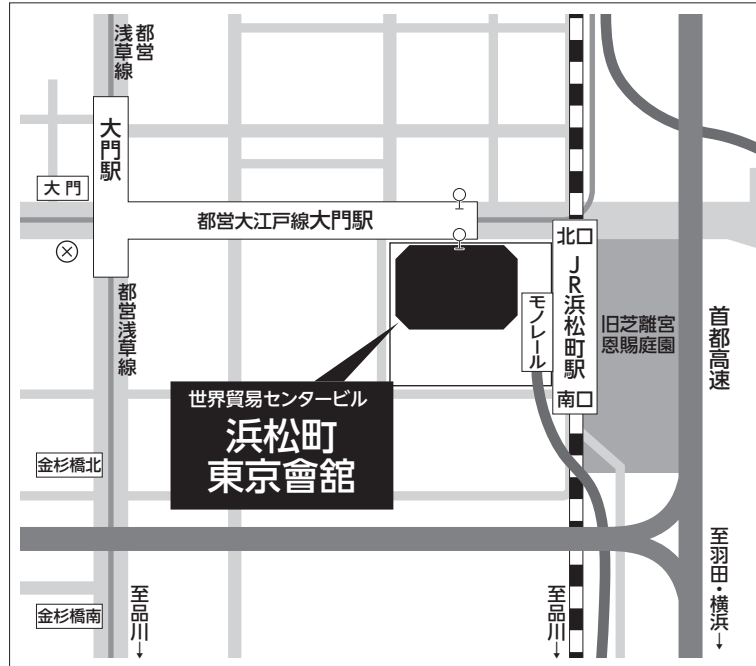 都営
浅草線
大門駅
大門
都営大江戸線大門駅
都営浅草線
北口
JR浜松町駅
南口
モノレール
旧芝離宮
恩賜庭園
首都高速
世界貿易センタービル
浜松町
東京會舘
金杉橋北
金杉橋南
至品川→
至品川→
至羽田・横浜→